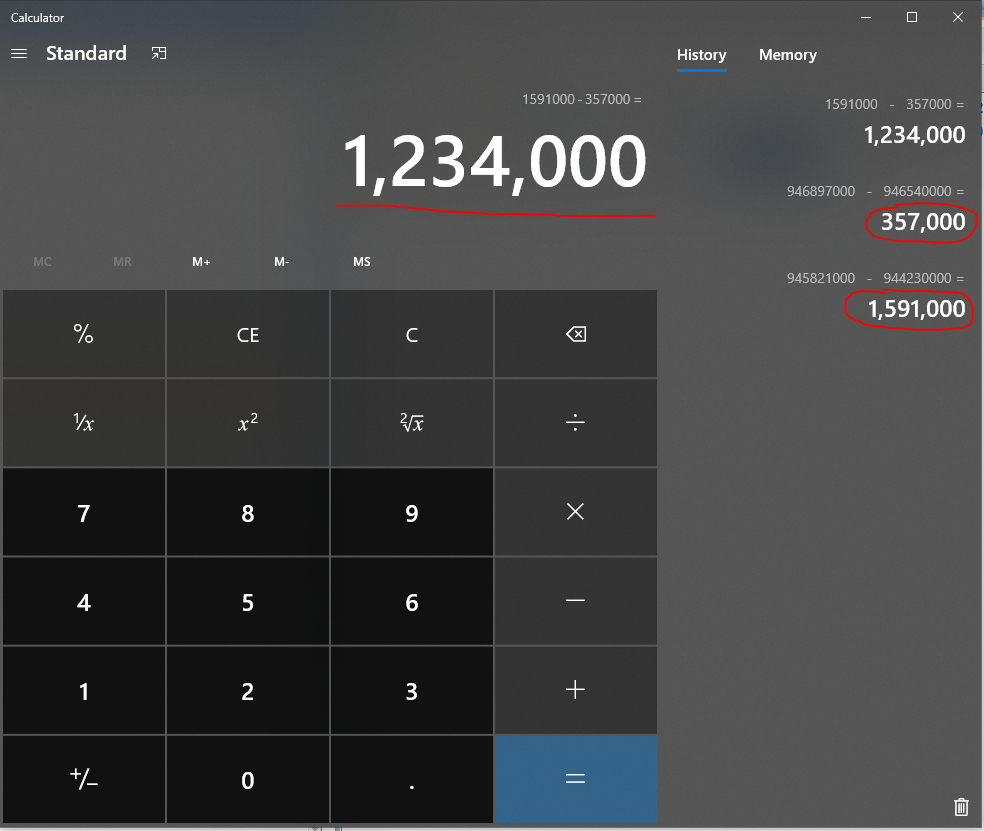 Calculator
Standard
History Memory
1591000 - 357000 =
1,234,000
1591000 - 357000 =
1,234,000
946897000 - 946540000 =
357,000
945821000 - 944230000 =
1,591,000
MC MR M+ M- MS
% CE C
¹/x x² ²√x ÷
7 8 9 ×
4 5 6 −
1 2 3 +
+/− 0 . =